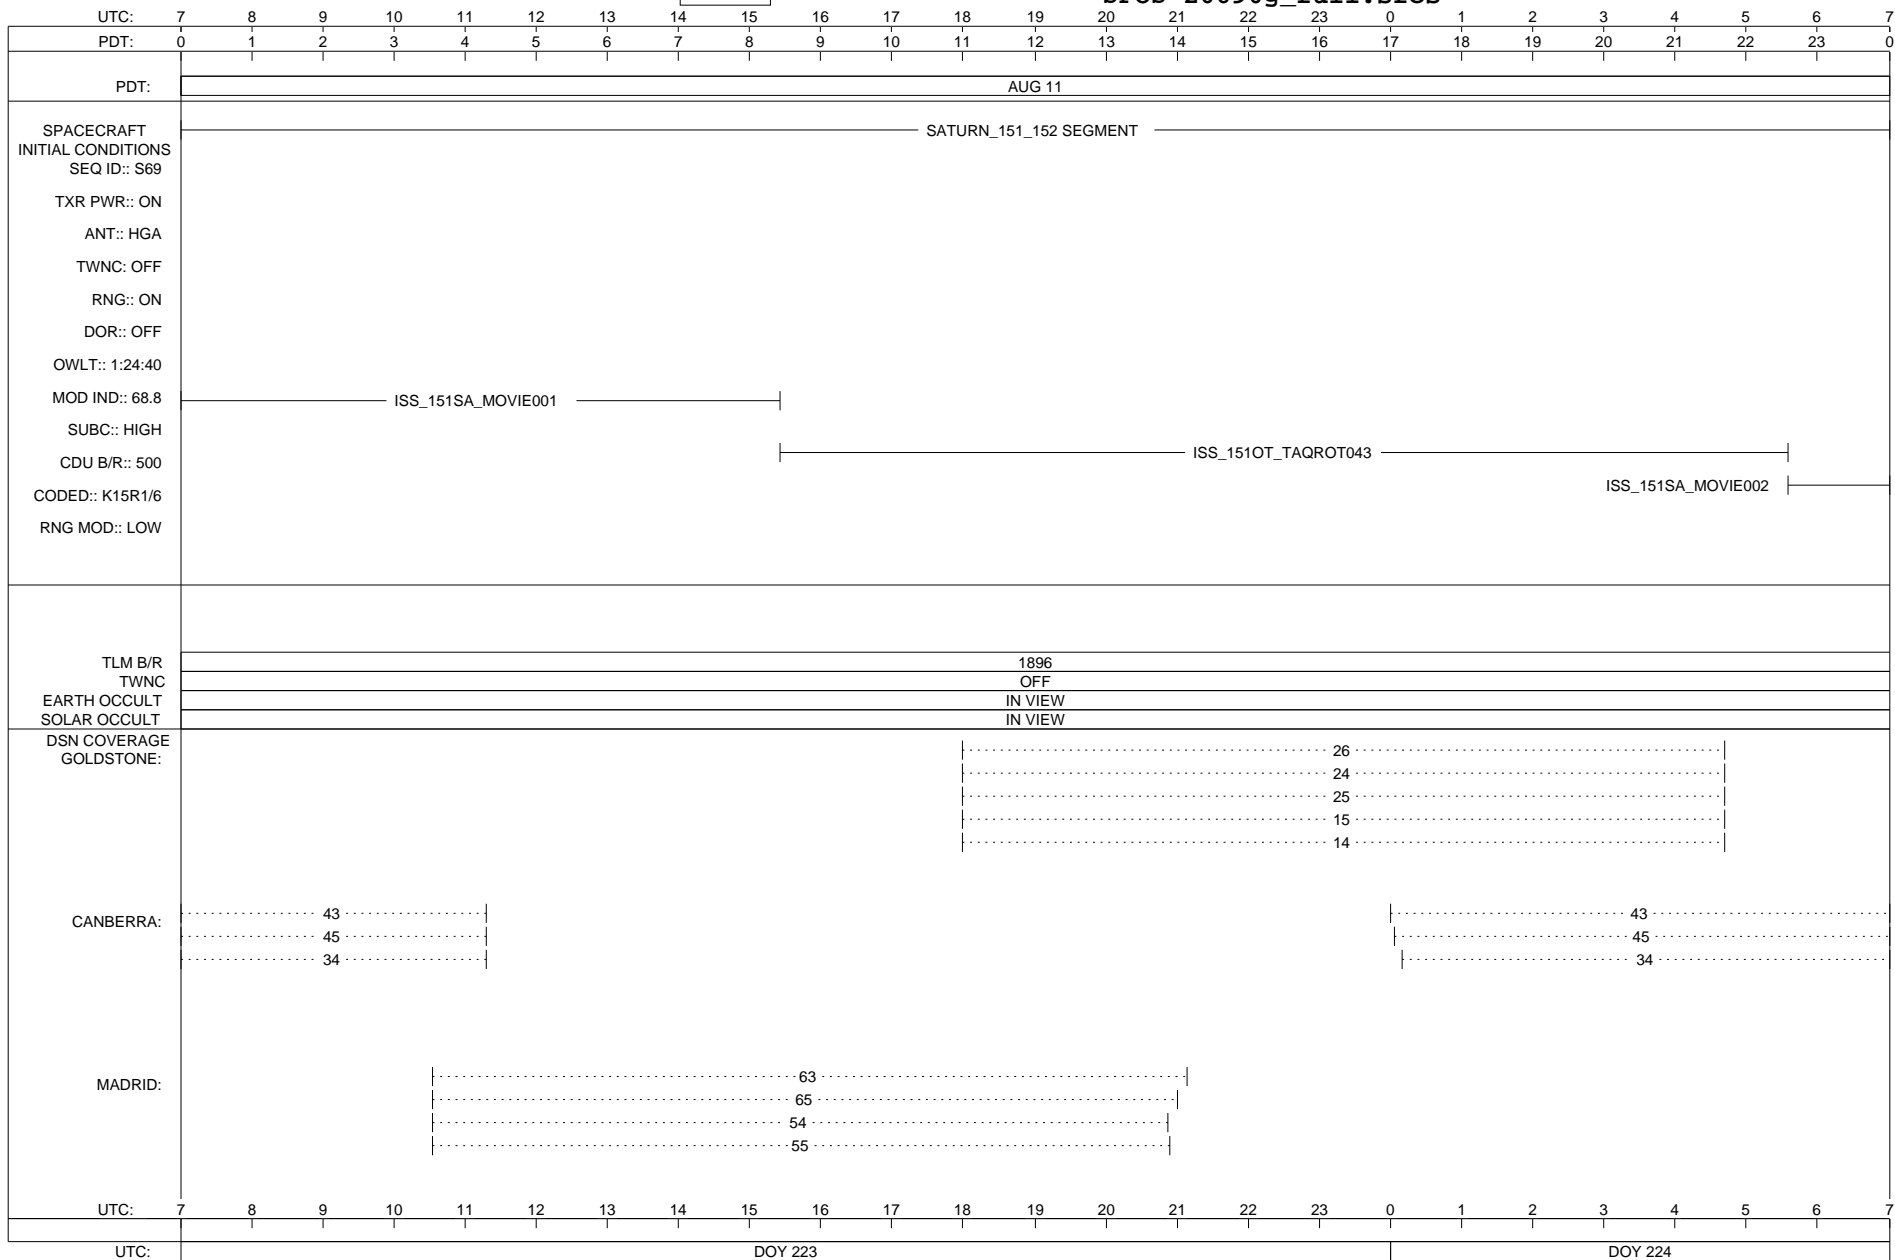 UTC: 7 8 9 10 11 12 13 14 15 16 17 18 19 20 21 22 23 0 1 2 3 4 5 6 7
PDT: 0 1 2 3 4 5 6 7 8 9 10 11 12 13 14 15 16 17 18 19 20 21 22 23 0
PDT: AUG 11
SPACECRAFT SATURN_151_152 SEGMENT
INITIAL CONDITIONS
SEQ ID:: S69
TXR PWR:: ON
ANT:: HGA
TWNC: OFF
RNG:: ON
DOR:: OFF
OWLT:: 1:24:40
MOD IND:: 68.8 ISS_151SA_MOVIE001
SUBC:: HIGH
ISS_151OT_TAQROT043
CDU B/R:: 500
ISS_151SA_MOVIE002
CODED:: K15R1/6
RNG MOD:: LOW
TLM B/R 1896
TWNC OFF
EARTH OCCULT IN VIEW
SOLAR OCCULT IN VIEW
DSN COVERAGE
GOLDSTONE:
26
24
25
15
14
CANBERRA:
43 43
45 45
34 34
MADRID:
63
65
54
55
UTC: 7 8 9 10 11 12 13 14 15 16 17 18 19 20 21 22 23 0 1 2 3 4 5 6 7
UTC: DOY 223 DOY 224